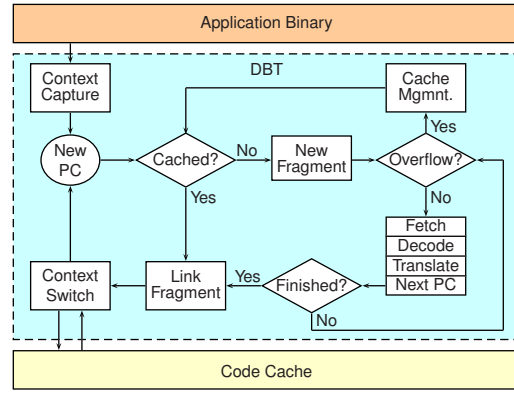 Application Binary
DBT
Context
Capture
Cache
Mgmnt.
New
PC
Cached?
No
New
Fragment
Overflow?
Yes
Yes
No
Fetch
Decode
Translate
Next PC
Context
Switch
Link
Fragment
Yes
Finished?
No
Code Cache